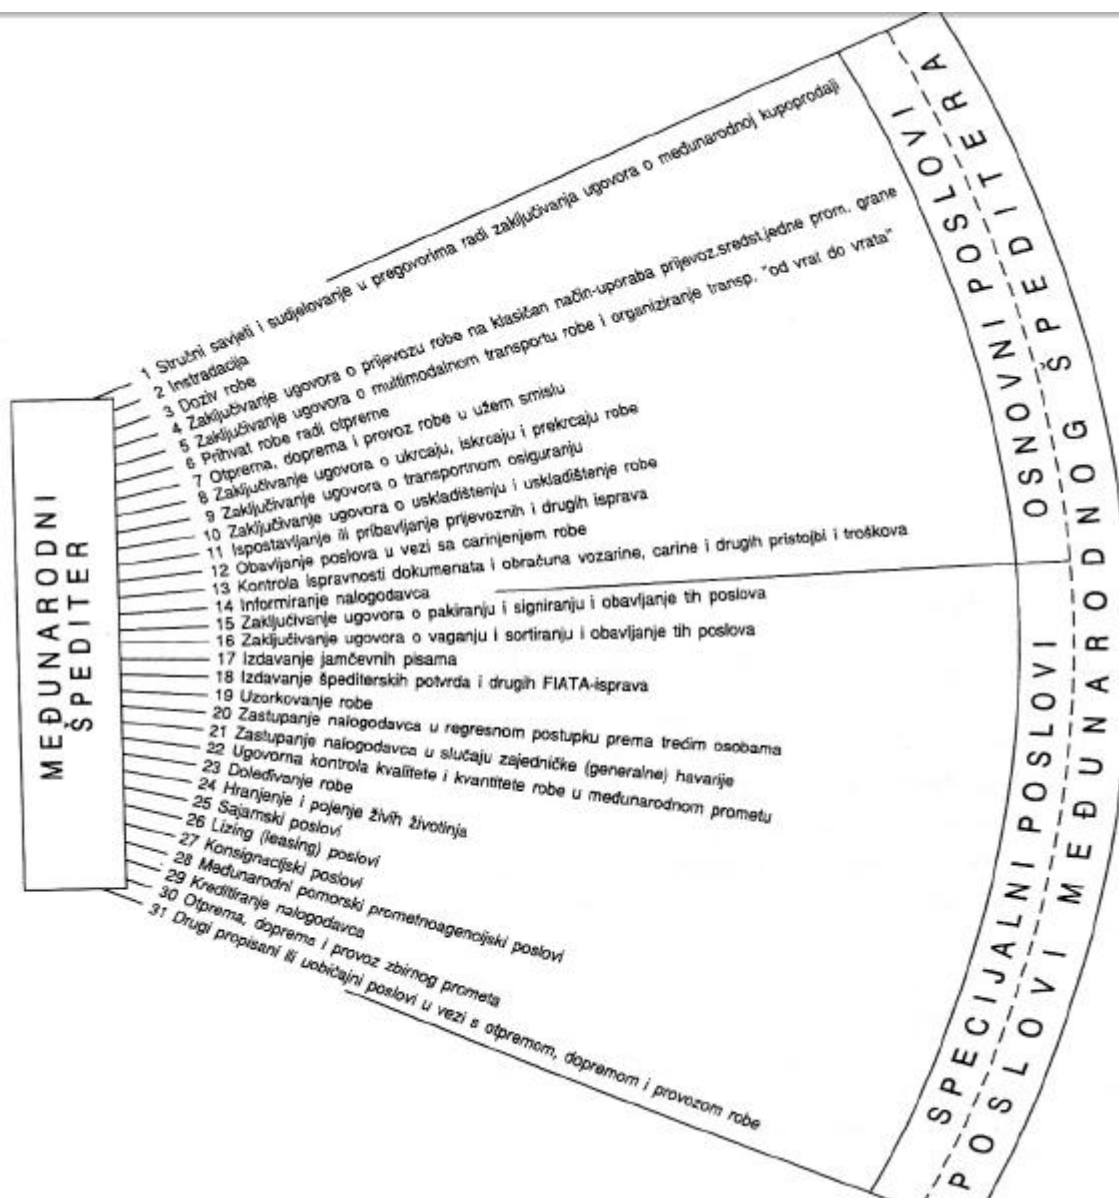 MEĐUNARODNI
ŠPEDITER
1 Stručni savjeti i sudjelovanje u pregovorima radi zaključivanja ugovora o međunarodnoj kupoprodaji
2 Instradacija
3 Doziv robe
4 Zaključivanje ugovora o prijevozu robe na klasičan način-uporaba prijevoz.sredst.jedne prom. grane
5 Zaključivanje ugovora o multimodalnom transportu robe i organiziranje transp. "od vrat do vrata"
6 Prihvat robe radi otpreme
7 Otprema, doprema i provoz robe u užem smislu
8 Zaključivanje ugovora o ukrcaju, iskrcaju i prekrcaju robe
9 Zaključivanje ugovora o transportnom osiguranju
10 Zaključivanje ugovora o uskladištenju i uskladištenje robe
11 Ispostavljanje ili pribavljanje prijevoznih i drugih isprava
12 Obavljanje poslova u vezi sa carinjenjem robe
13 Kontrola ispravnosti dokumenata i obračuna vozarine, carine i drugih pristojbi i troškova
14 Informiranje nalogodavca
15 Zaključivanje ugovora o pakiranju i signiranju i obavljanje tih poslova
16 Zaključivanje ugovora o vaganju i sortiranju i obavljanje tih poslova
17 Izdavanje jamčevnih pisama
18 Izdavanje špediterskih potvrda i drugih FIATA-isprava
19 Uzorkovanje robe
20 Zastupanje nalogodavca u regresnom postupku prema trećim osobama
21 Zastupanje nalogodavca u slučaju zajedničke (generalne) havarije
22 Ugovorna kontrola kvalitete i kvantitete robe u međunarodnom prometu
23 Doleđivanje robe
24 Hranjenje i pojenje živih životinja
25 Sajamski poslovi
26 Lizing (leasing) poslovi
27 Konsignacijski poslovi
28 Međunarodni pomorski prometnoagencijski poslovi
29 Kreditiranje nalogodavca
30 Otprema, doprema i provoz zbirnog prometa
31 Drugi propisani ili uobičajni poslovi u vezi s otpremom, dopremom i provozom robe
OSNOVNI POSLOVI
SPECIJALNI POSLOVI
POSLOVI MEĐUNARODNOG ŠPEDITERA